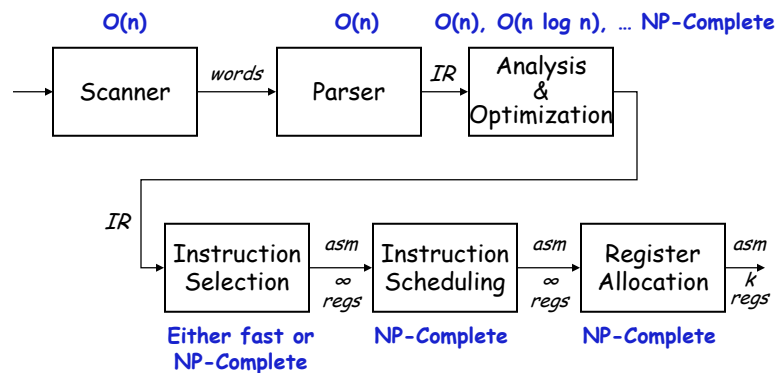 O(n)
O(n)
O(n), O(n log n), … NP-Complete
Scanner
words
Parser
IR
Analysis
&
Optimization
IR
Instruction
Selection
asm
∞
regs
Instruction
Scheduling
asm
∞
regs
Register
Allocation
asm
k
regs
Either fast or
NP-Complete
NP-Complete
NP-Complete